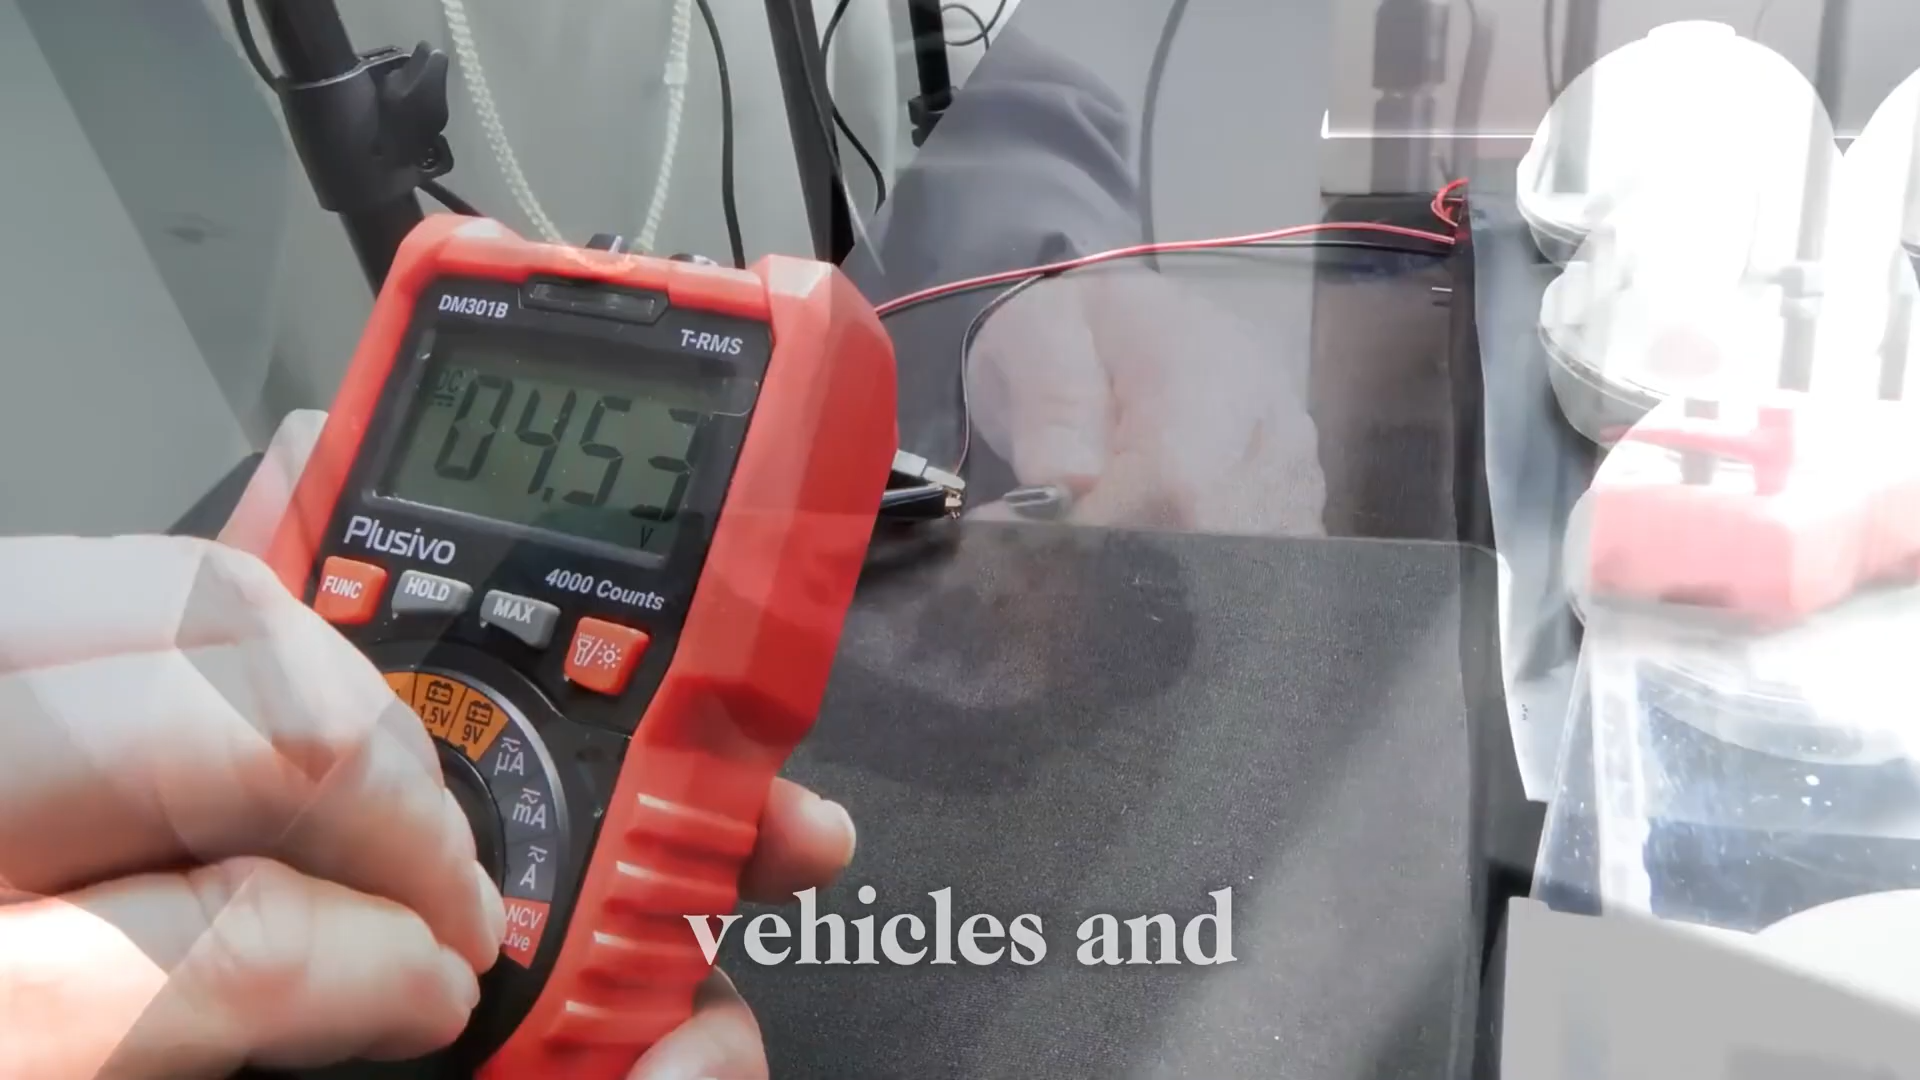 DM301B
T-RMS
DC
04.53
V
Plusivo
4000 Counts
FUNC
HOLD
MAX
1.5V
9V
µA
mA
A
NCV
Live
vehicles and